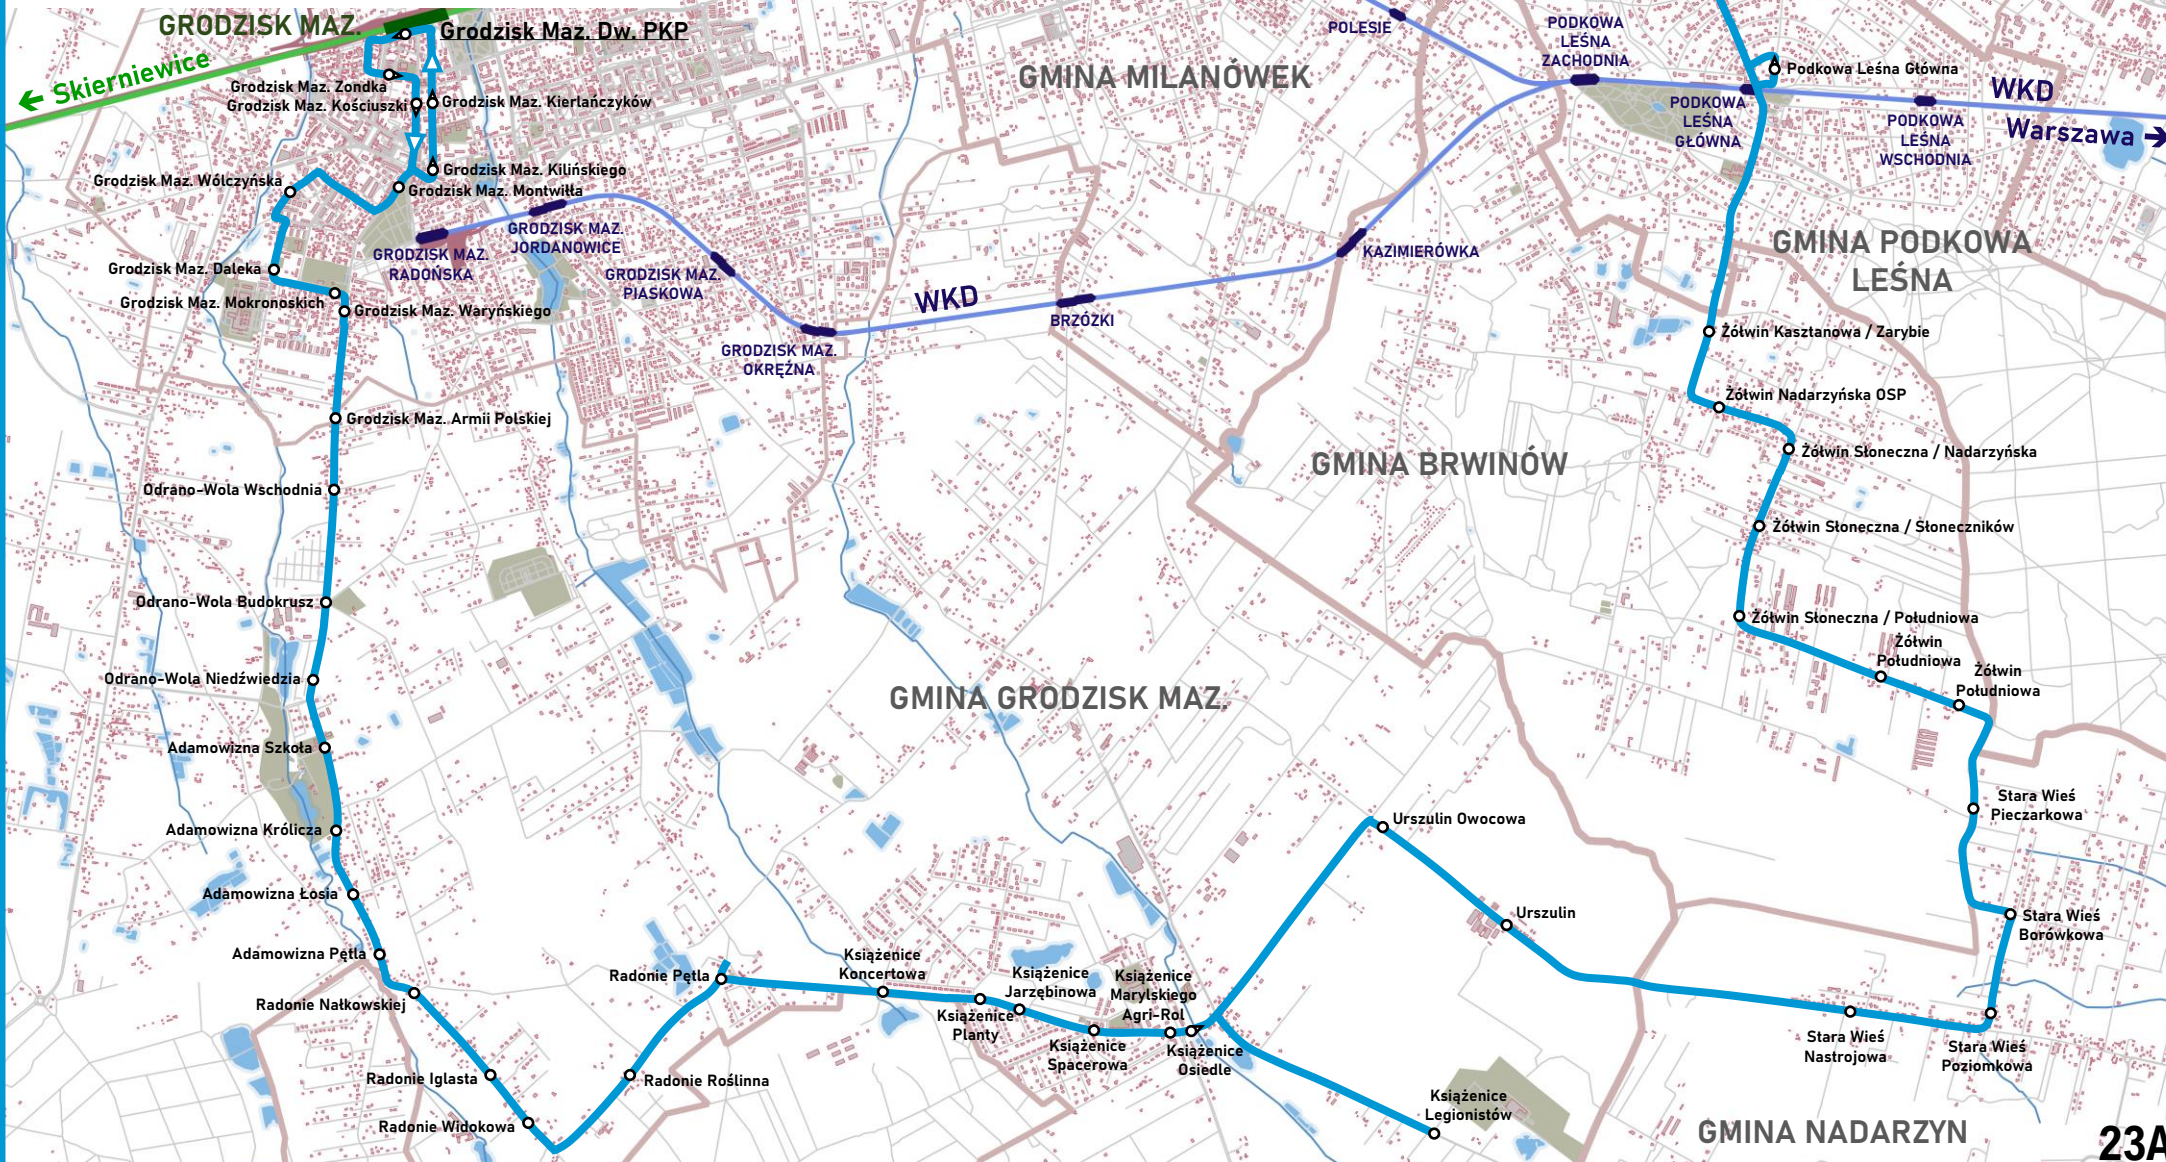 GRODZISK MAZ.
Grodzisk Maz. Dw. PKP
← Skierniewice
Grodzisk Maz. Zondka
Grodzisk Maz. Kościuszki
Grodzisk Maz. Kierlańczyków
Grodzisk Maz. Kilińskiego
Grodzisk Maz. Wólczyńska
Grodzisk Maz. Montwiłła
GRODZISK MAZ.
RADOŃSKA
GRODZISK MAZ.
JORDANOWICE
GRODZISK MAZ.
PIASKOWA
GRODZISK MAZ.
OKRĘŻNA
WKD
BRZÓZKI
KAZIMIERÓWKA
POLESIE
PODKOWA
LEŚNA
ZACHODNIA
PODKOWA
LEŚNA
GŁÓWNA
PODKOWA
LEŚNA
WSCHODNIA
WKD
Warszawa →
Podkowa Leśna Główna
GMINA MILANÓWEK
GMINA PODKOWA
LEŚNA
GMINA BRWINÓW
GMINA GRODZISK MAZ.
GMINA NADARZYN
Grodzisk Maz. Daleka
Grodzisk Maz. Mokronoskich
Grodzisk Maz. Waryńskiego
Grodzisk Maz. Armii Polskiej
Odrano-Wola Wschodnia
Odrano-Wola Budokrusz
Odrano-Wola Niedźwiedzia
Adamowizna Szkoła
Adamowizna Królicza
Adamowizna Łosia
Adamowizna Pętla
Radonie Nałkowskiej
Radonie Iglasta
Radonie Widokowa
Radonie Roślinna
Radonie Pętla
Książenice
Koncertowa
Książenice
Planty
Książenice
Jarzębinowa
Książenice
Spacerowa
Książenice
Marylskiego
Agri-Rol
Książenice
Osiedle
Książenice
Legionistów
Urszulin Owocowa
Urszulin
Stara Wieś
Nastrojowa
Stara Wieś
Poziomkowa
Stara Wieś
Borówkowa
Stara Wieś
Pieczarkowa
Żółwin
Południowa
Żółwin
Południowa
Żółwin Słoneczna / Południowa
Żółwin Słoneczna / Słoneczników
Żółwin Słoneczna / Nadarzyńska
Żółwin Nadarzyńska OSP
Żółwin Kasztanowa / Zarybie
23A